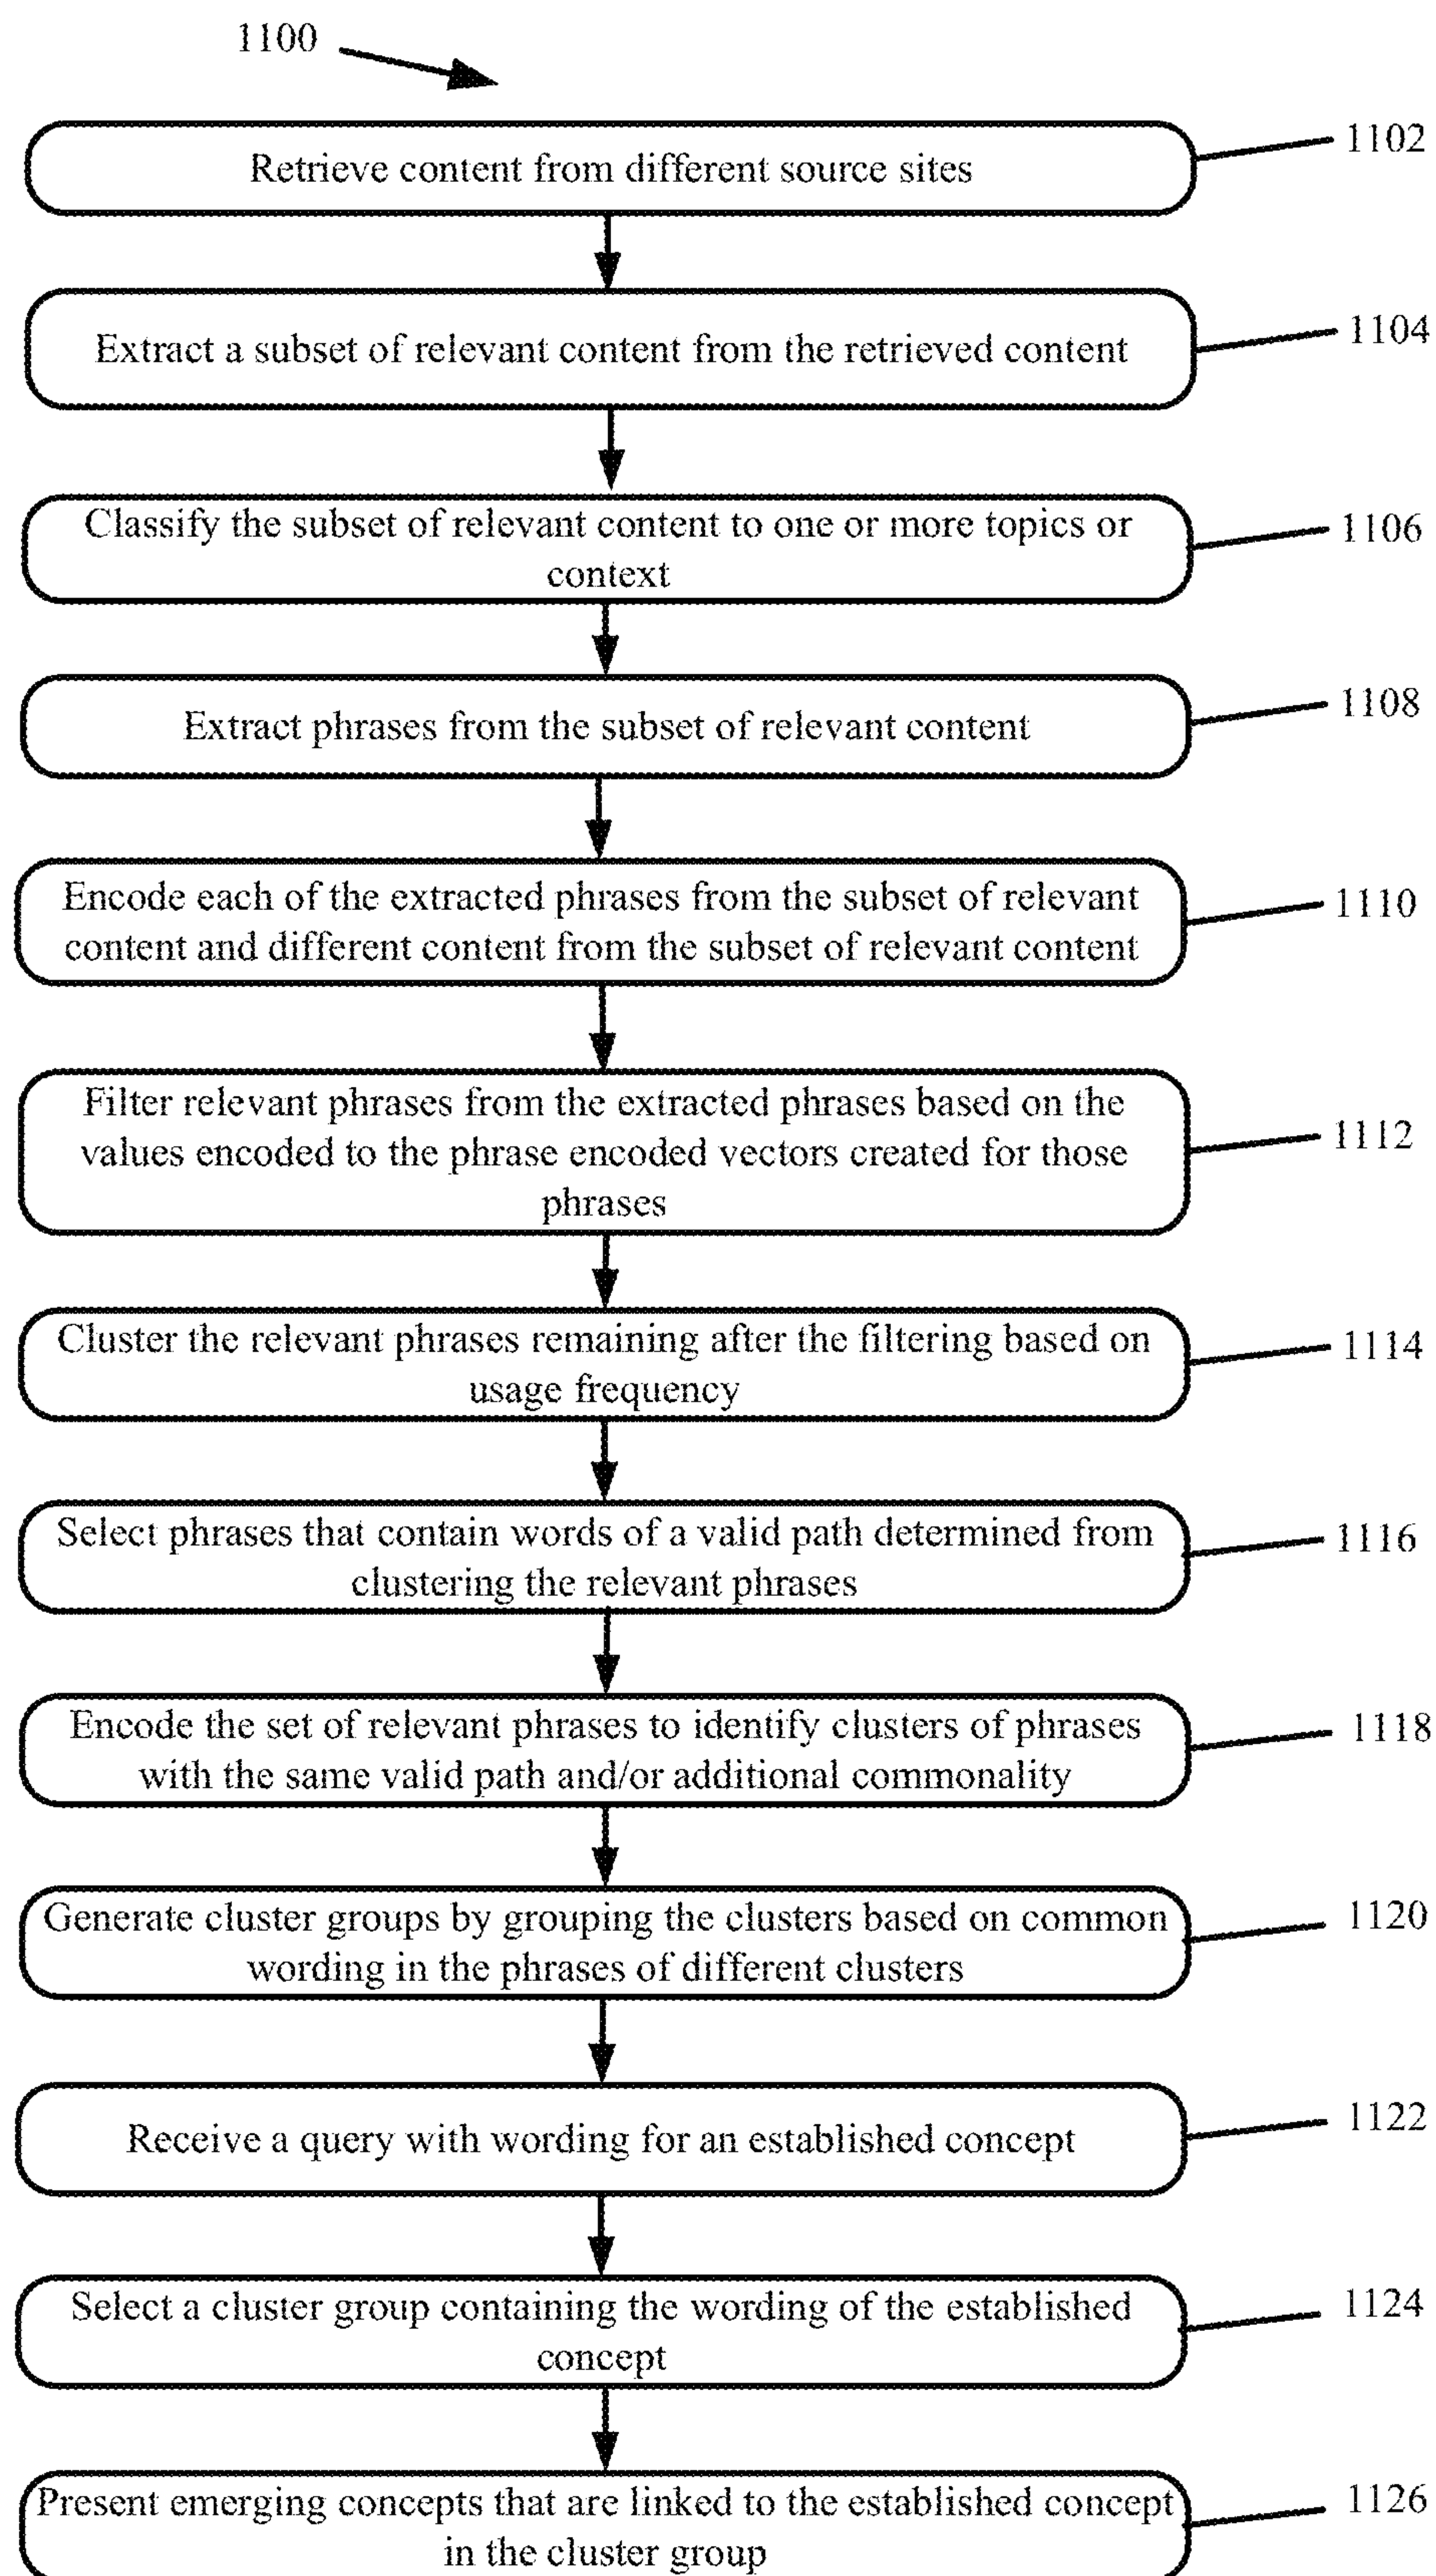 1100
Retrieve content from different source sites
1102
Extract a subset of relevant content from the retrieved content
1104
Classify the subset of relevant content to one or more topics or
context
1106
Extract phrases from the subset of relevant content
1108
Encode each of the extracted phrases from the subset of relevant
content and different content from the subset of relevant content
1110
Filter relevant phrases from the extracted phrases based on the
values encoded to the phrase encoded vectors created for those
phrases
1112
Cluster the relevant phrases remaining after the filtering based on
usage frequency
1114
Select phrases that contain words of a valid path determined from
clustering the relevant phrases
1116
Encode the set of relevant phrases to identify clusters of phrases
with the same valid path and/or additional commonality
1118
Generate cluster groups by grouping the clusters based on common
wording in the phrases of different clusters
1120
Receive a query with wording for an established concept
1122
Select a cluster group containing the wording of the established
concept
1124
Present emerging concepts that are linked to the established concept
in the cluster group
1126